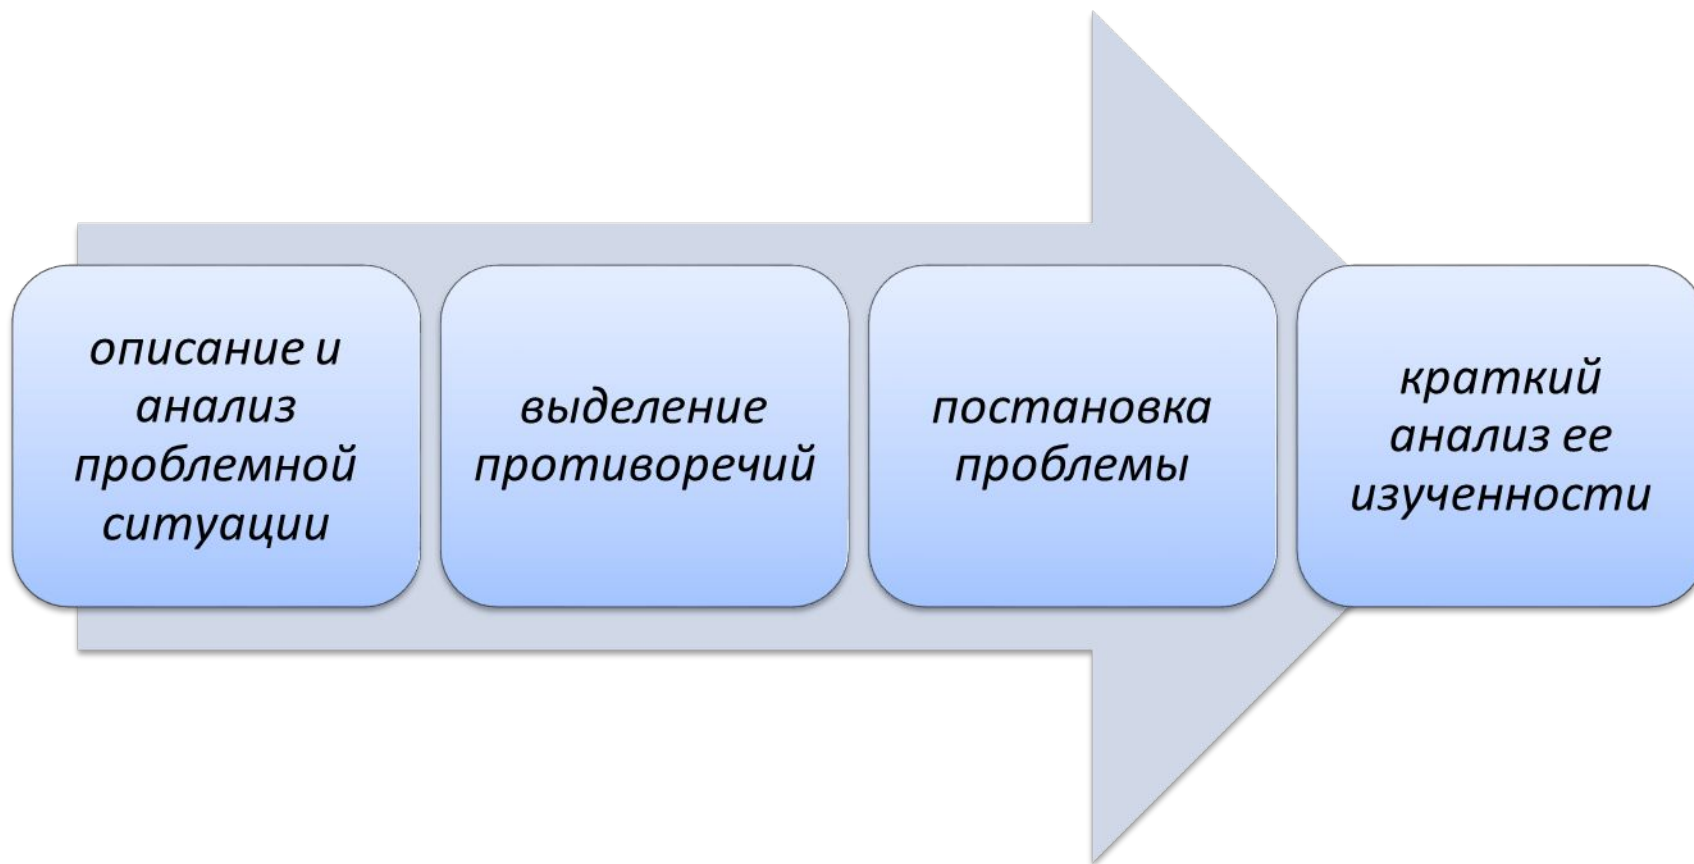 описание и
анализ
проблемной
ситуации
выделение
противоречий
постановка
проблемы
краткий
анализ ее
изученности